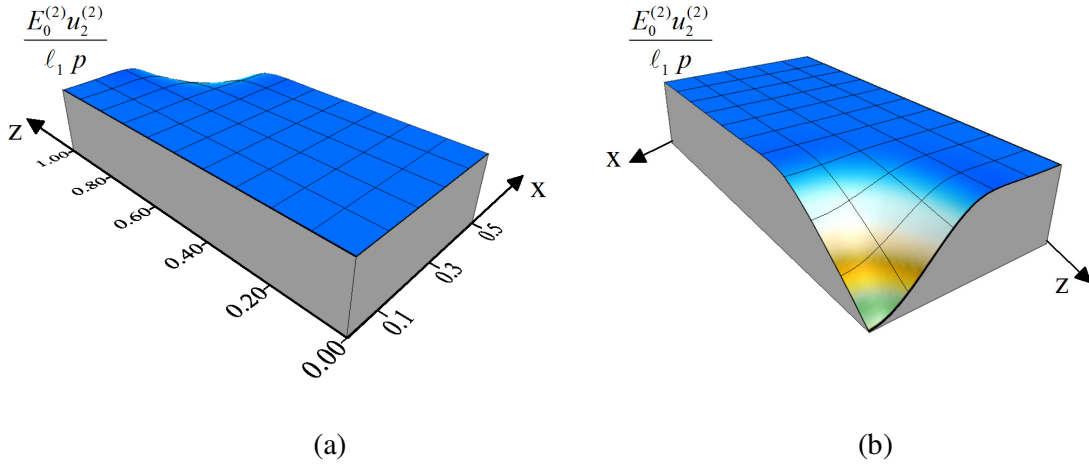 E_0^{(2)} u_2^{(2)}
ℓ_1 p
z
1.00
0.80
0.60
0.40
0.20
0.00
0.1
0.3
0.5
x
(a)
E_0^{(2)} u_2^{(2)}
ℓ_1 p
x
z
(b)